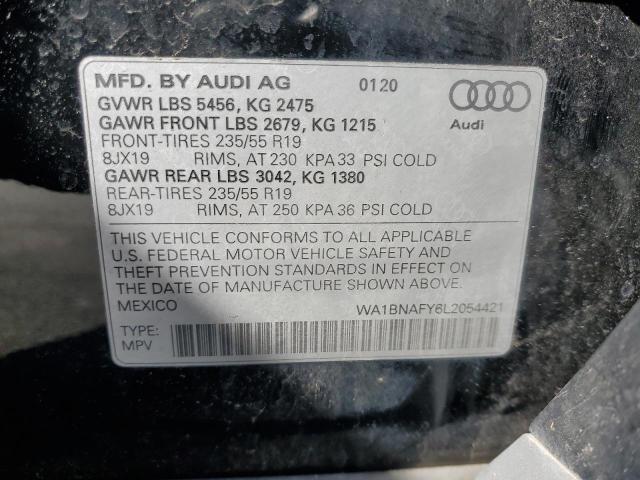 MFD. BY AUDI AG 0120
GVWR LBS 5456, KG 2475
GAWR FRONT LBS 2679, KG 1215
Audi
FRONT-TIRES 235/55 R19
8JX19 RIMS, AT 230 KPA 33 PSI COLD
GAWR REAR LBS 3042, KG 1380
REAR-TIRES 235/55 R19
8JX19 RIMS, AT 250 KPA 36 PSI COLD
THIS VEHICLE CONFORMS TO ALL APPLICABLE
U.S. FEDERAL MOTOR VEHICLE SAFETY AND
THEFT PREVENTION STANDARDS IN EFFECT ON
THE DATE OF MANUFACTURE SHOWN ABOVE.
MEXICO WA1BNAFY6L2054421
TYPE:
MPV